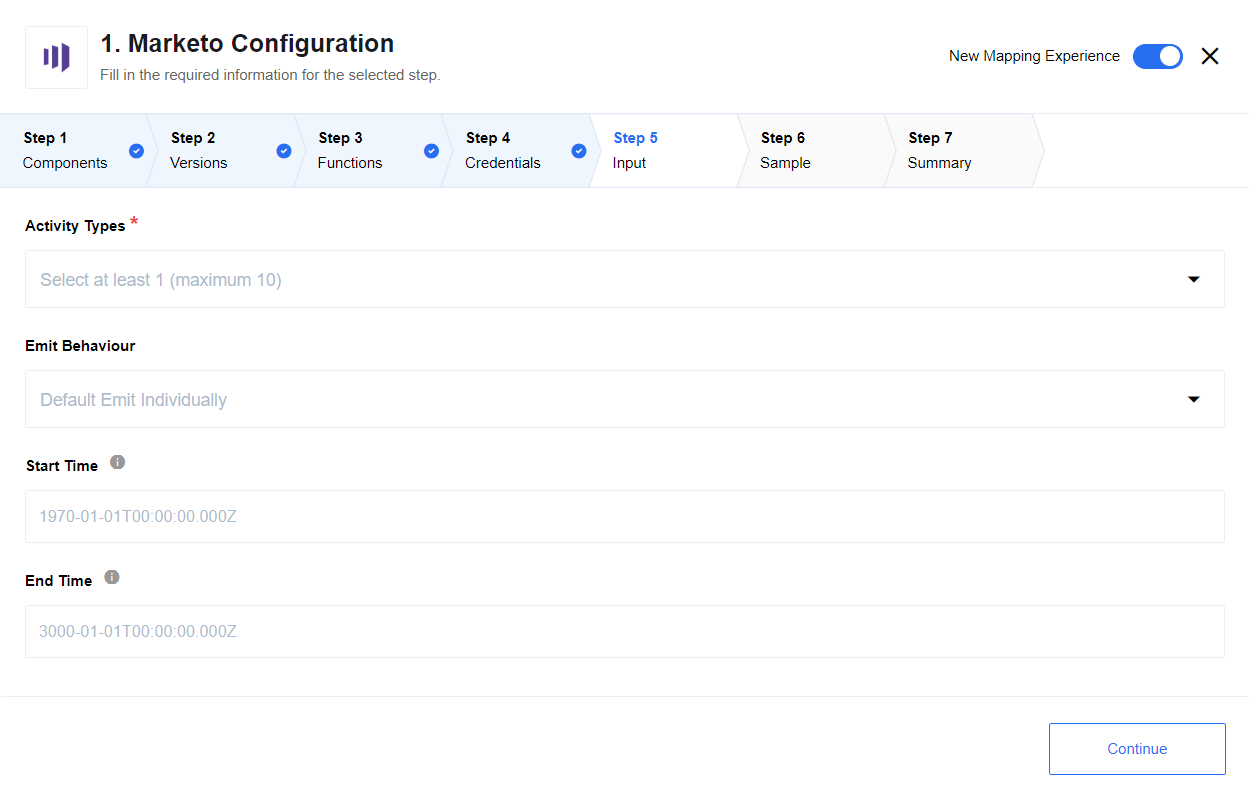 1. Marketo Configuration
Fill in the required information for the selected step.
New Mapping Experience
Step 1
Components
Step 2
Versions
Step 3
Functions
Step 4
Credentials
Step 5
Input
Step 6
Sample
Step 7
Summary
Activity Types *
Select at least 1 (maximum 10)
Emit Behaviour
Default Emit Individually
Start Time
1970-01-01T00:00:00.000Z
End Time
3000-01-01T00:00:00.000Z
Continue